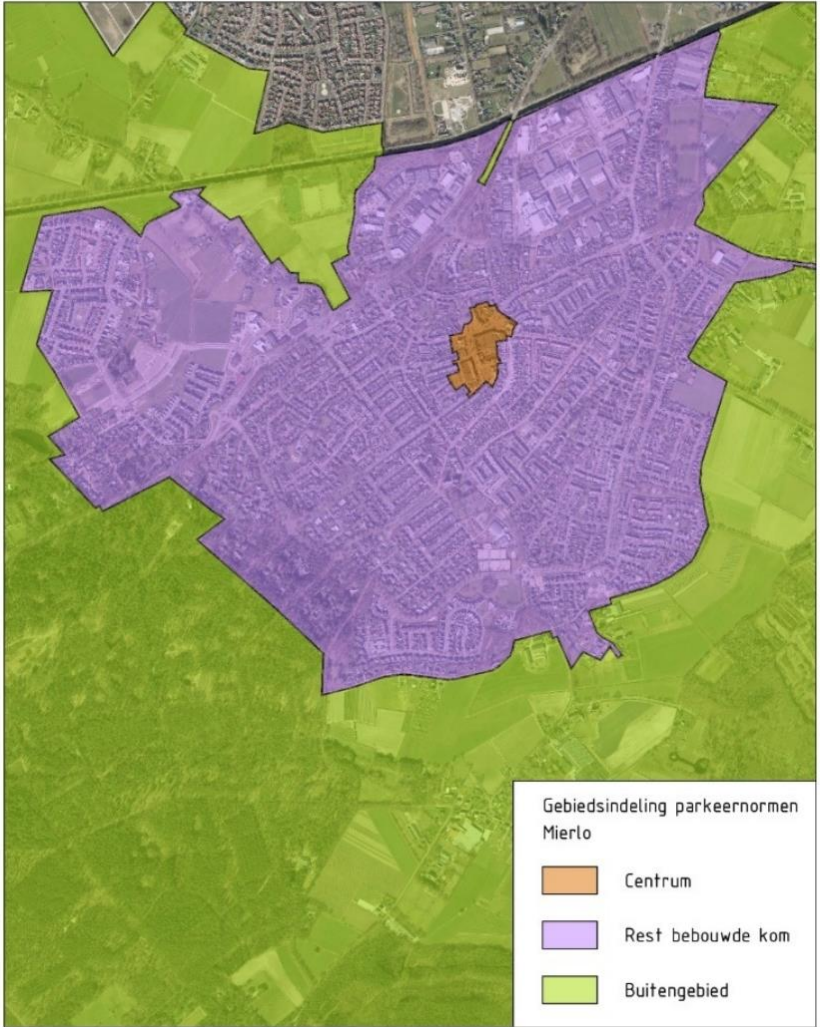 Gebiedsindeling parkeernormen
Mierlo
Centrum
Rest bebouwde kom
Buitengebied